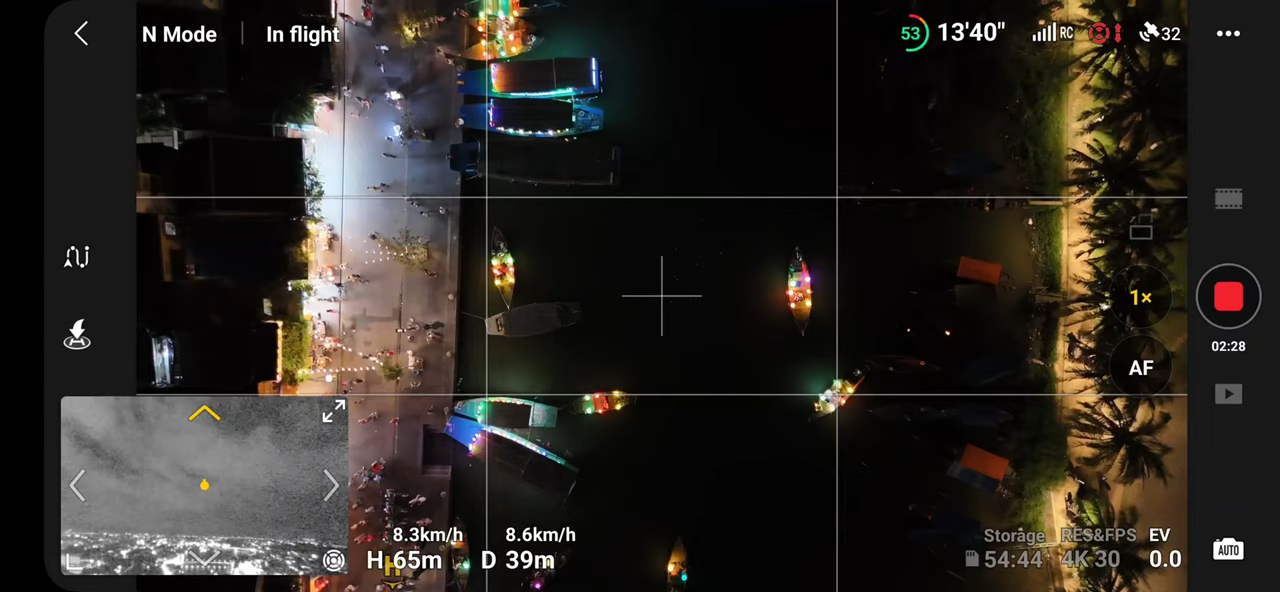 N Mode
In flight
53
13'40"
RC
32
1×
02:28
AF
8.3km/h
8.6km/h
H 65m
D 39m
H
Storage
54:44
RES&FPS
4K 30
EV
0.0
AUTO
L